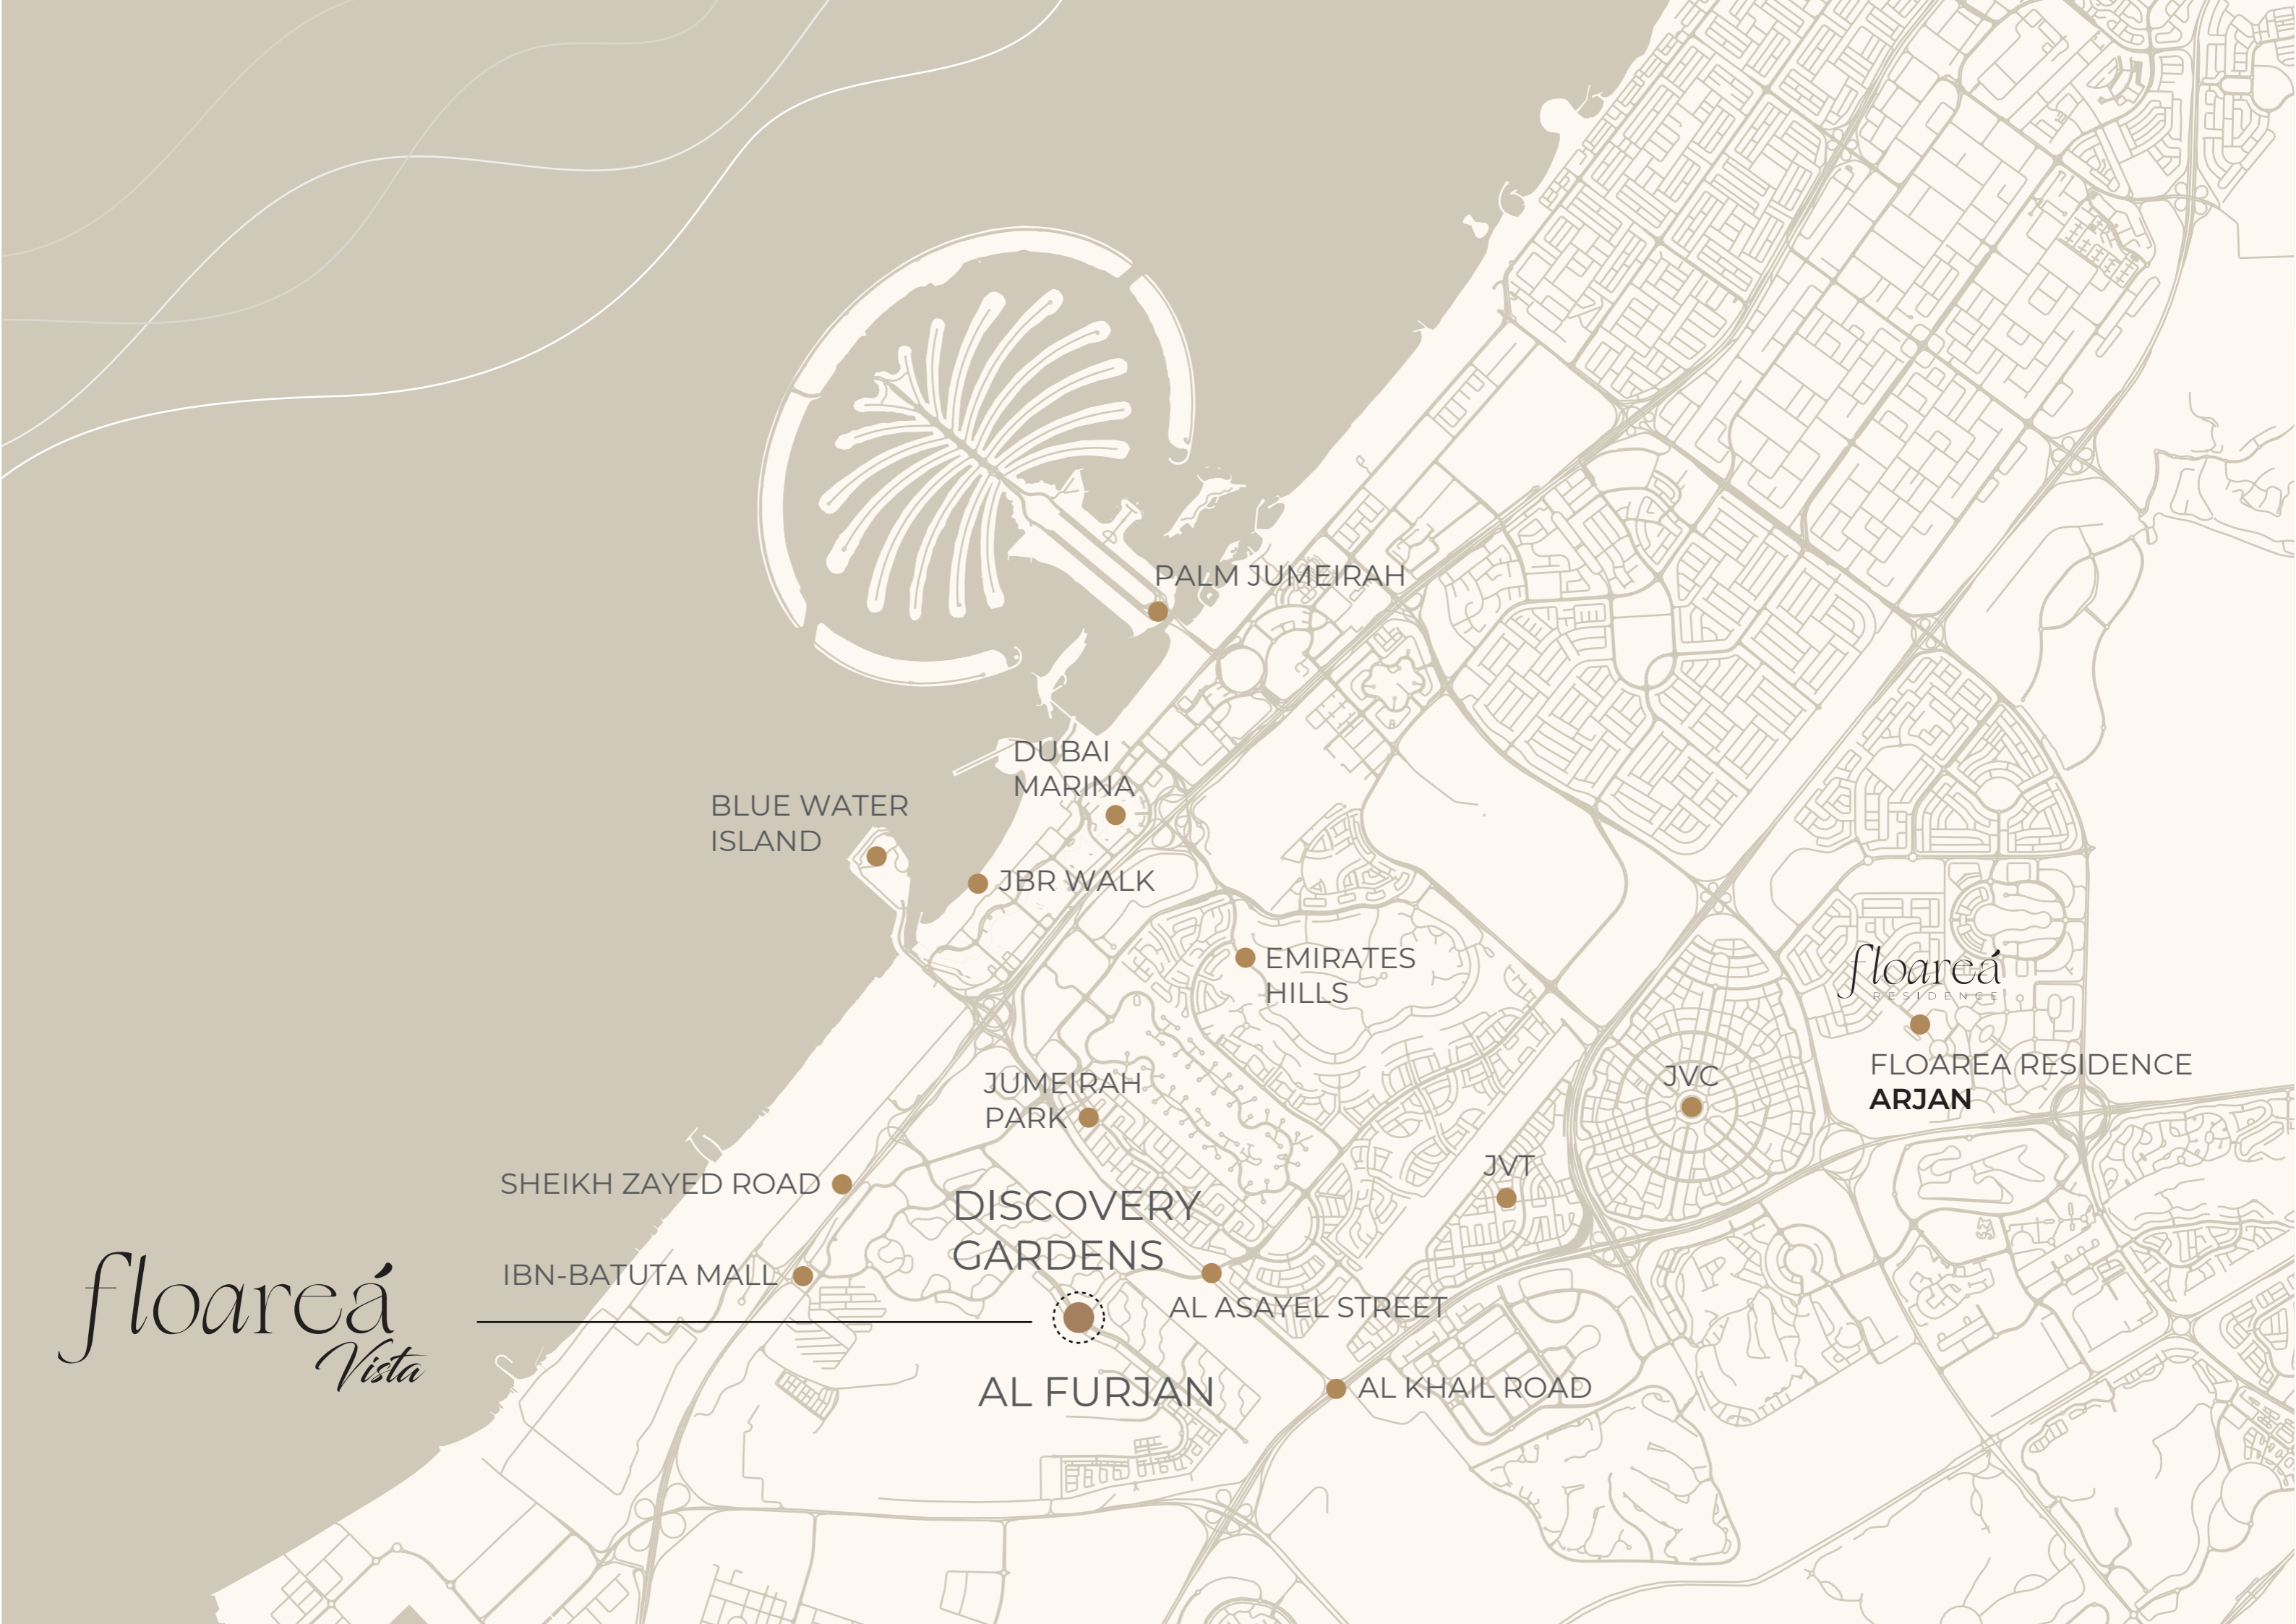 PALM JUMEIRAH
DUBAI
MARINA
BLUE WATER
ISLAND
JBR WALK
EMIRATES
HILLS
floareá
RESIDENCE
FLOAREA RESIDENCE
ARJAN
JVC
JUMEIRAH
PARK
JVT
SHEIKH ZAYED ROAD
DISCOVERY
GARDENS
IBN-BATUTA MALL
AL ASAYEL STREET
floareá
Vista
AL FURJAN
AL KHAIL ROAD